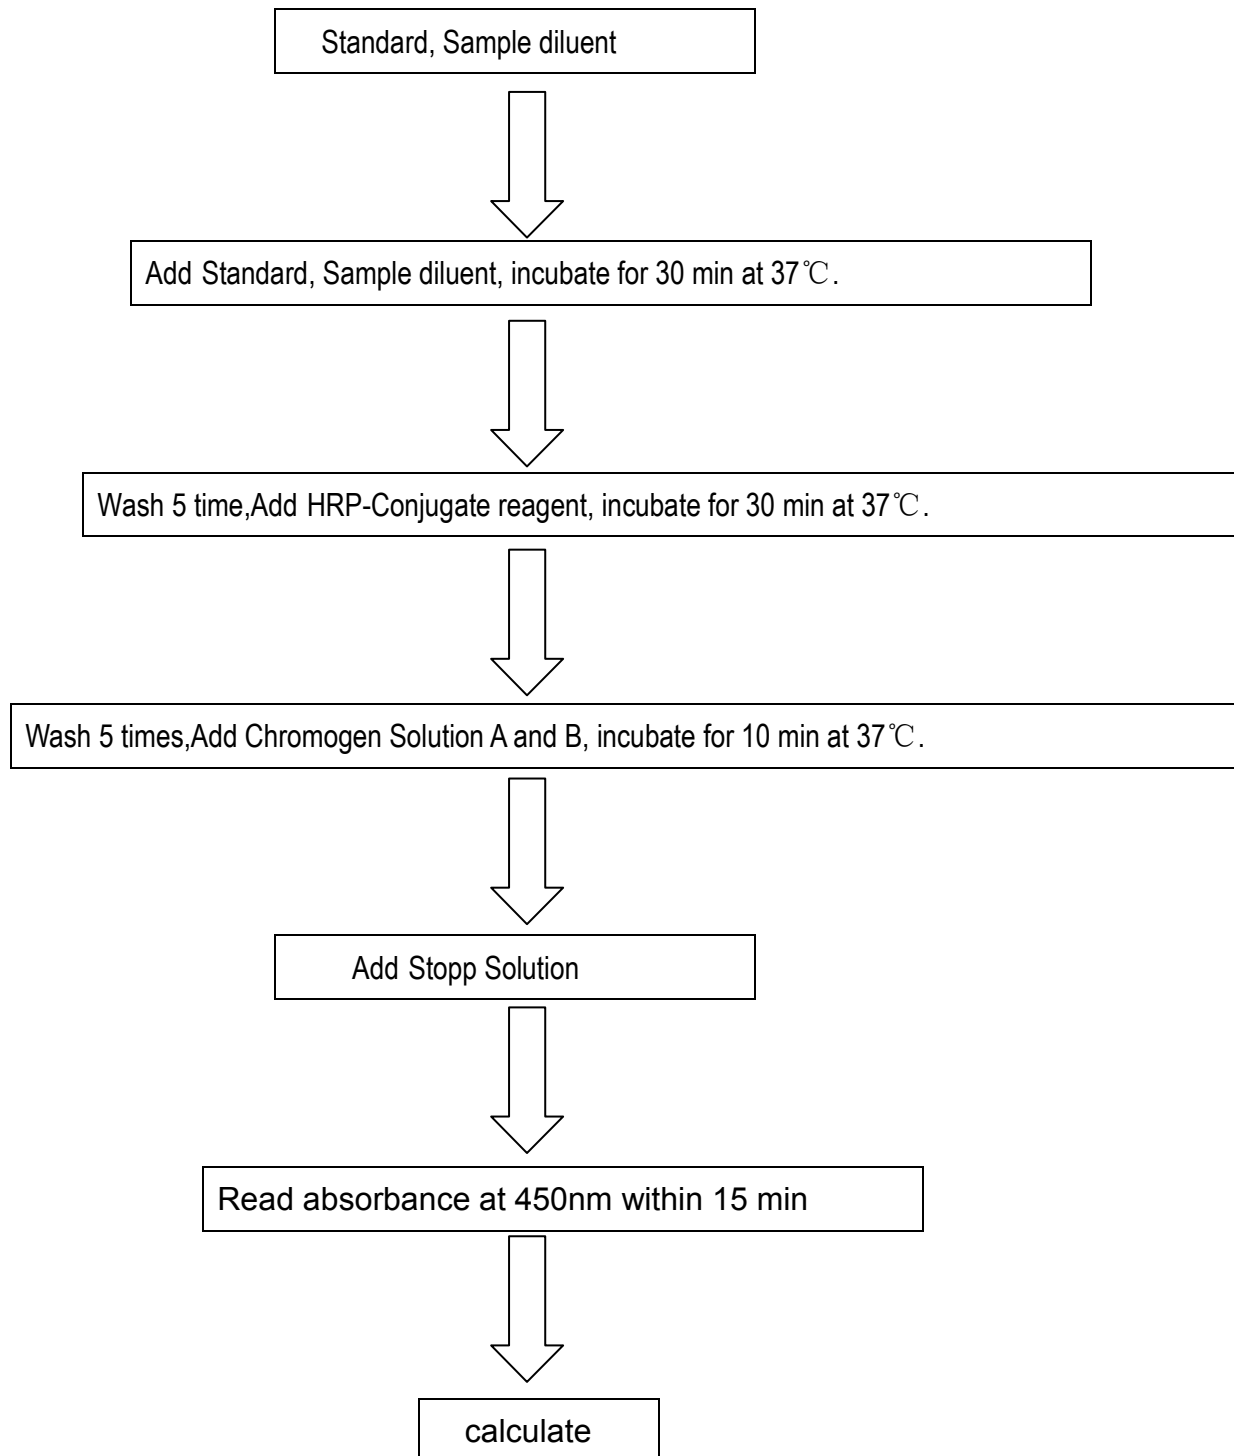 Standard, Sample diluent
Add Standard, Sample diluent, incubate for 30 min at 37℃.
Wash 5 time,Add HRP-Conjugate reagent, incubate for 30 min at 37℃.
Wash 5 times,Add Chromogen Solution A and B, incubate for 10 min at 37℃.
Add Stopp Solution
Read absorbance at 450nm within 15 min
calculate